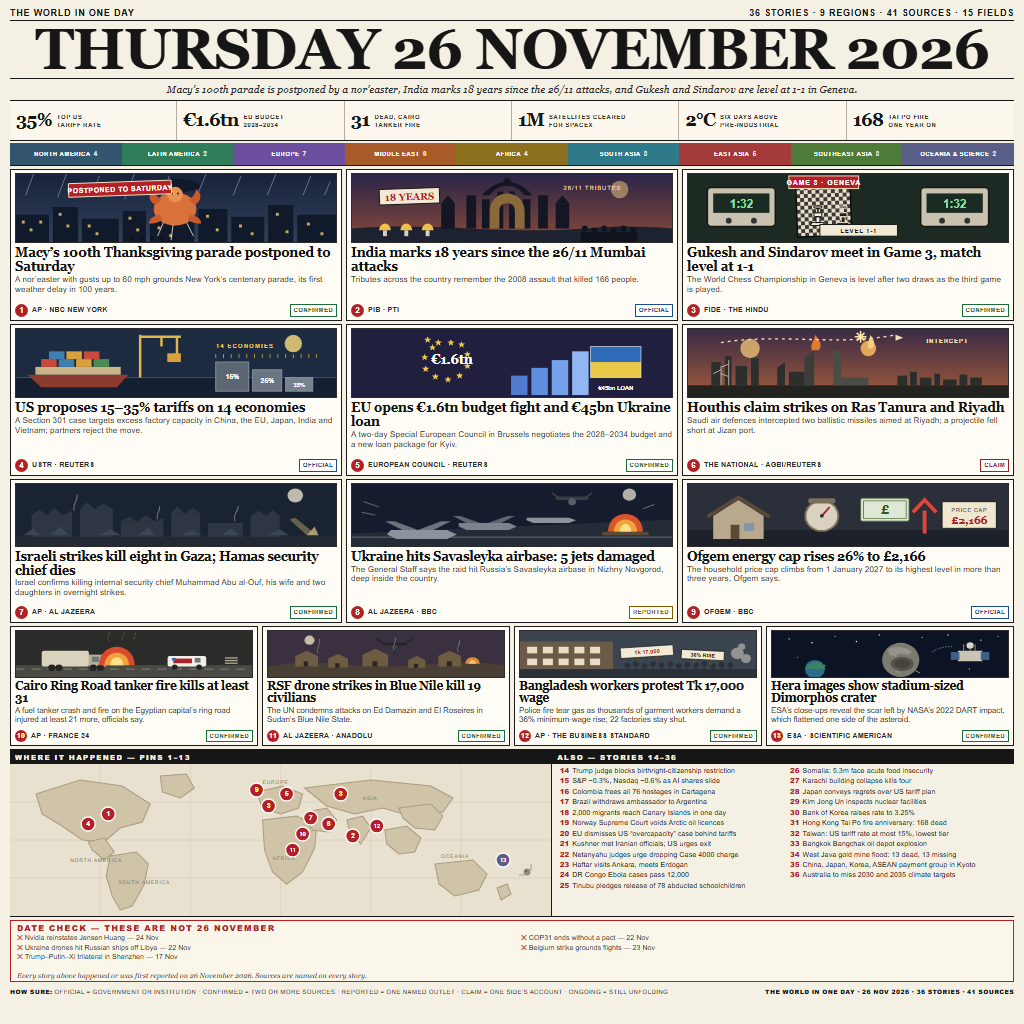 THE WORLD IN ONE DAY
36 STORIES · 9 REGIONS · 41 SOURCES · 15 FIELDS
THURSDAY 26 NOVEMBER 2026
Macy's 100th parade is postponed by a nor'easter, India marks 18 years since the 26/11 attacks, and Gukesh and Sindarov are level at 1-1 in Geneva.
35% TOP US
TARIFF RATE
€1.6tn EU BUDGET
2028–2034
31 DEAD, CAIRO
TANKER FIRE
1M SATELLITES CLEARED
FOR SPACEX
2°C SIX DAYS ABOVE
PRE-INDUSTRIAL
168 TAI PO FIRE
ONE YEAR ON
NORTH AMERICA 4
LATIN AMERICA 2
EUROPE 7
MIDDLE EAST 6
AFRICA 4
SOUTH ASIA 3
EAST ASIA 5
SOUTHEAST ASIA 3
OCEANIA & SCIENCE 2
POSTPONED TO SATURDAY
Macy's 100th Thanksgiving parade postponed to
Saturday
A nor'easter with gusts up to 60 mph grounds New York's centenary parade, its first
weather delay in 100 years.
1 AP · NBC NEW YORK
CONFIRMED
18 YEARS
26/11 TRIBUTES
India marks 18 years since the 26/11 Mumbai
attacks
Tributes across the country remember the 2008 assault that killed 166 people.
2 PIB · PTI
OFFICIAL
GAME 3 · GENEVA
1:32
1:32
LEVEL 1-1
Gukesh and Sindarov meet in Game 3, match
level at 1-1
The World Chess Championship in Geneva is level after two draws as the third game
is played.
3 FIDE · THE HINDU
CONFIRMED
14 ECONOMIES
15%
25%
35%
US proposes 15–35% tariffs on 14 economies
A Section 301 case targets excess factory capacity in China, the EU, Japan, India and
Vietnam; partners reject the move.
4 USTR · REUTERS
OFFICIAL
€1.6tn
€45bn LOAN
EU opens €1.6tn budget fight and €45bn Ukraine
loan
A two-day Special European Council in Brussels negotiates the 2028–2034 budget and
a new loan package for Kyiv.
5 EUROPEAN COUNCIL · REUTERS
CONFIRMED
INTERCEPT
Houthis claim strikes on Ras Tanura and Riyadh
Saudi air defences intercepted two ballistic missiles aimed at Riyadh; a projectile fell
short at Jizan port.
6 THE NATIONAL · AGBI/REUTERS
CLAIM
Israeli strikes kill eight in Gaza; Hamas security
chief dies
Israel confirms killing internal security chief Muhammad Abu al-Ouf, his wife and two
daughters in overnight strikes.
7 AP · AL JAZEERA
CONFIRMED
Ukraine hits Savasleyka airbase: 5 jets damaged
The General Staff says the raid hit Russia's Savasleyka airbase in Nizhny Novgorod,
deep inside the country.
8 AL JAZEERA · BBC
REPORTED
£
PRICE CAP
£2,166
Ofgem energy cap rises 26% to £2,166
The household price cap climbs from 1 January 2027 to its highest level in more than
three years, Ofgem says.
9 OFGEM · BBC
OFFICIAL
Cairo Ring Road tanker fire kills at least
31
A fuel tanker crash and fire on the Egyptian capital's ring road
injured at least 21 more, officials say.
10 AP · FRANCE 24
CONFIRMED
RSF drone strikes in Blue Nile kill 19
civilians
The UN condemns attacks on Ed Damazin and El Roseires in
Sudan's Blue Nile State.
11 AL JAZEERA · ANADOLU
CONFIRMED
Tk 17,000
36% RISE
Bangladesh workers protest Tk 17,000
wage
Police fire tear gas as thousands of garment workers demand a
36% minimum-wage rise; 22 factories stay shut.
12 AP · THE BUSINESS STANDARD
CONFIRMED
Hera images show stadium-sized
Dimorphos crater
ESA's close-ups reveal the scar left by NASA's 2022 DART impact,
which flattened one side of the asteroid.
13 ESA · SCIENTIFIC AMERICAN
CONFIRMED
WHERE IT HAPPENED — PINS 1–13
EUROPE
ASIA
NORTH AMERICA
AFRICA
OCEANIA
SOUTH AMERICA
1
4
9
5
3
3
7
6
10
2
12
11
13
ALSO — STORIES 14–36
14 Trump judge blocks birthright-citizenship restriction
15 S&P −0.3%, Nasdaq −0.6% as AI shares slide
16 Colombia frees all 76 hostages in Cartagena
17 Brazil withdraws ambassador to Argentina
18 2,000 migrants reach Canary Islands in one day
19 Norway Supreme Court voids Arctic oil licences
20 EU dismisses US "overcapacity" case behind tariffs
21 Kushner met Iranian officials; US urges exit
22 Netanyahu judges urge dropping Case 4000 charge
23 Haftar visits Ankara, meets Erdogan
24 DR Congo Ebola cases pass 12,000
25 Tinubu pledges release of 78 abducted schoolchildren
26 Somalia: 5.3m face acute food insecurity
27 Karachi building collapse kills four
28 Japan conveys regrets over US tariff plan
29 Kim Jong Un inspects nuclear facilities
30 Bank of Korea raises rate to 3.25%
31 Hong Kong Tai Po fire anniversary: 168 dead
32 Taiwan: US tariff rate at most 15%, lowest tier
33 Bangkok Bangchak oil depot explosion
34 West Java gold mine flood: 13 dead, 13 missing
35 China, Japan, Korea, ASEAN payment group in Kyoto
36 Australia to miss 2030 and 2035 climate targets
DATE CHECK — THESE ARE NOT 26 NOVEMBER
✕ Nvidia reinstates Jensen Huang — 24 Nov
✕ Ukraine drones hit Russian ships off Libya — 22 Nov
✕ Trump–Putin–Xi trilateral in Shenzhen — 17 Nov
✕ COP31 ends without a pact — 22 Nov
✕ Belgium strike grounds flights — 23 Nov
Every story above happened or was first reported on 26 November 2026. Sources are named on every story.
HOW SURE: OFFICIAL = GOVERNMENT OR INSTITUTION · CONFIRMED = TWO OR MORE SOURCES · REPORTED = ONE NAMED OUTLET · CLAIM = ONE SIDE'S ACCOUNT · ONGOING = STILL UNFOLDING
THE WORLD IN ONE DAY · 26 NOV 2026 · 36 STORIES · 41 SOURCES